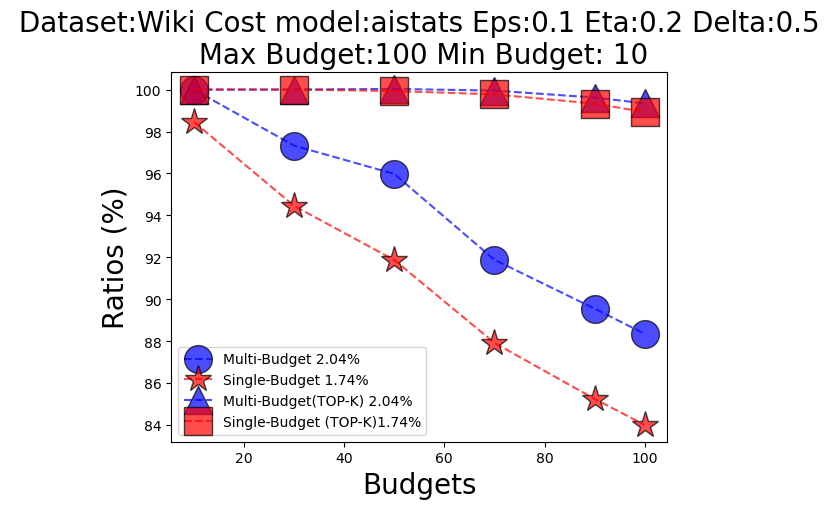 Dataset:Wiki Cost model:aistats Eps:0.1 Eta:0.2 Delta:0.5
Max Budget:100 Min Budget: 10
Ratios (%)
100
98
96
94
92
90
88
86
84
Multi-Budget 2.04%
Single-Budget 1.74%
Multi-Budget(TOP-K) 2.04%
Single-Budget (TOP-K)1.74%
20
40
60
80
100
Budgets